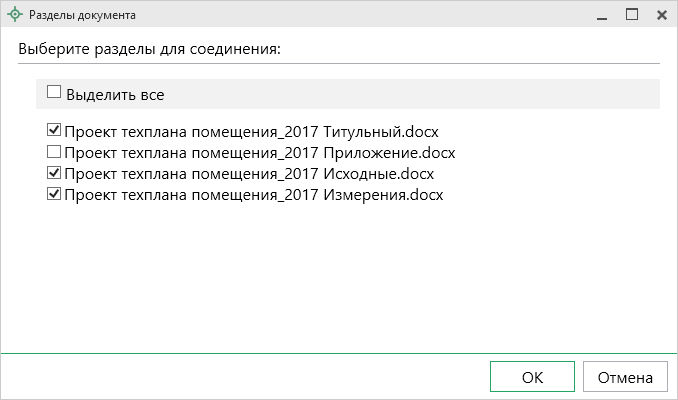 Разделы документа
Выберите разделы для соединения:
Выделить все
Проект техплана помещения_2017 Титульный.docx
Проект техплана помещения_2017 Приложение.docx
Проект техплана помещения_2017 Исходные.docx
Проект техплана помещения_2017 Измерения.docx
ОК Отмена